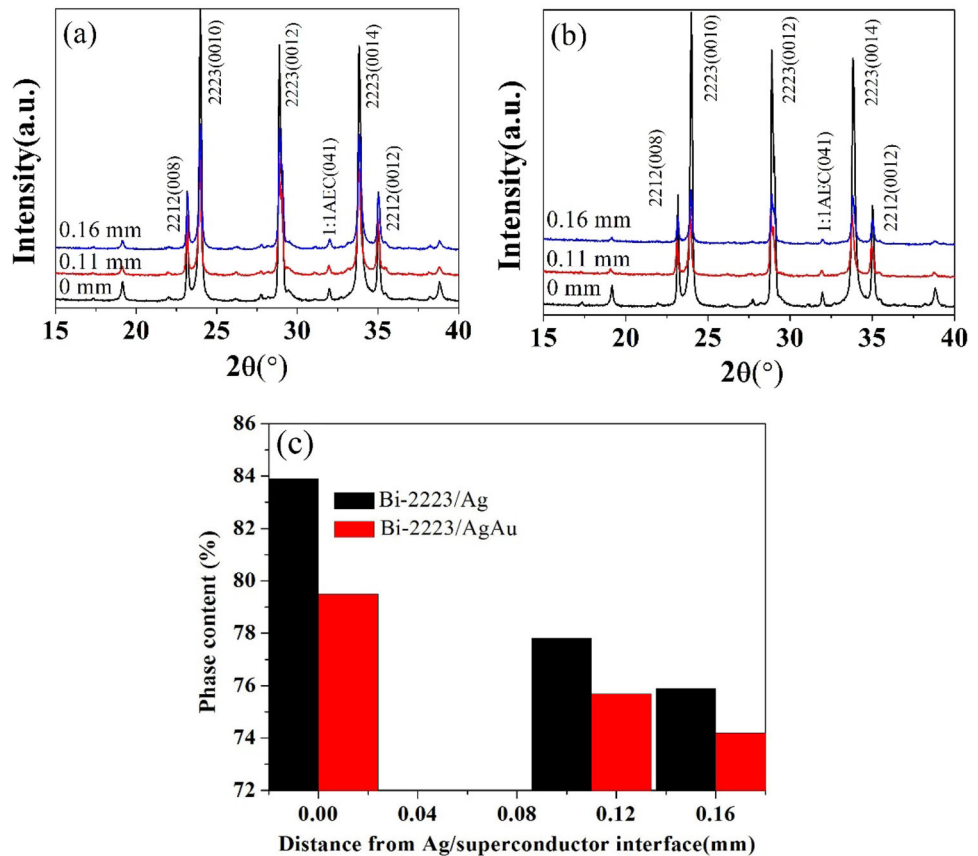 (a)
Intensity(a.u.)
2212(008)
2223(0010)
2223(0012)
1:1AEC(041)
2223(0014)
2212(0012)
0.16 mm
0.11 mm
0 mm
15 20 25 30 35 40
2θ(°)
(b)
Intensity(a.u.)
2212(008)
2223(0010)
2223(0012)
1:1AEC(041)
2223(0014)
2212(0012)
0.16 mm
0.11 mm
0 mm
15 20 25 30 35 40
2θ(°)
(c)
Phase content (%)
86
84
82
80
78
76
74
72
Bi-2223/Ag
Bi-2223/AgAu
0.00 0.04 0.08 0.12 0.16
Distance from Ag/superconductor interface(mm)